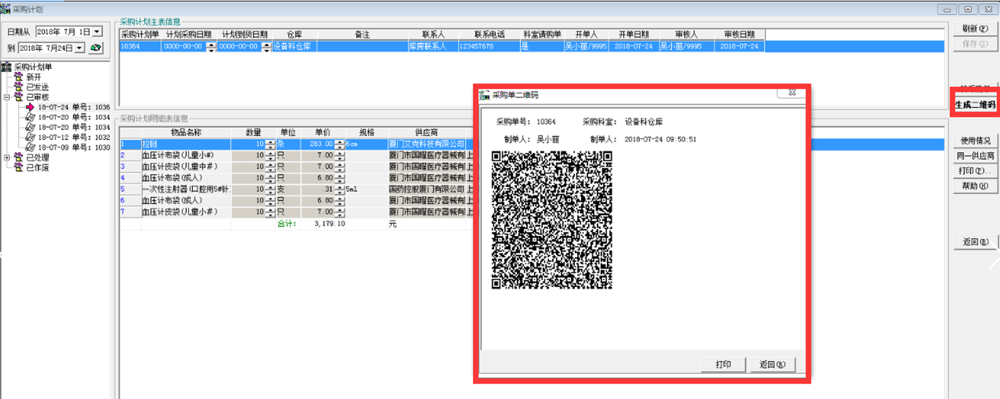 采购计划
日期从 2018年 7月 1日
到 2018年 7月24日
采购计划单
新开
已发送
已审核
18-07-24 单号: 1036
18-07-20 单号: 1034
18-07-20 单号: 1034
18-07-12 单号: 1032
18-07-09 单号: 1030
已处理
已作废
采购计划主表信息
采购计划单 计划采购日期 计划到货日期 仓库 备注 联系人 联系电话 科室请购单 开单人 开单日期 审核人 审核日期
10364 0000-00-00 0000-00-00 设备科仓库 库房联系人 123457678 是 吴小丽/9995 2018-07-24 吴小丽/9995 2018-07-24
采购计划明细表信息
物品名称 数量 单位 单价 规格 供应商
1 拉链 10 条 283.00 6cm 厦门艾克科技有限公司
2 血压计布袋(儿童小#) 10 只 7.00 厦门市国曜医疗器械有 上
3 血压计皮袋(儿童中#) 10 只 7.00 厦门市国曜医疗器械有 上
4 血压计布袋(成人) 10 只 6.80 厦门市国曜医疗器械有 上
5 一次性注射器(口腔用5#针 10 支 .31 5ml 国药控股厦门有限公司 上
6 血压计布袋(成人) 10 只 6.80 厦门市国曜医疗器械有 上
7 血压计皮袋(儿童小#) 10 只 7.00 厦门市国曜医疗器械有 上
合计: 3,179.10 元
采购单二维码
采购单号: 10364 采购科室: 设备科仓库
制单人: 吴小丽 制单人: 2018-07-24 09:50:51
打印 返回(R)
刷新(F)
保存(S)
生成二维码
使用情况
同一供应商
打印(P)..
帮助(H)
返回(R)